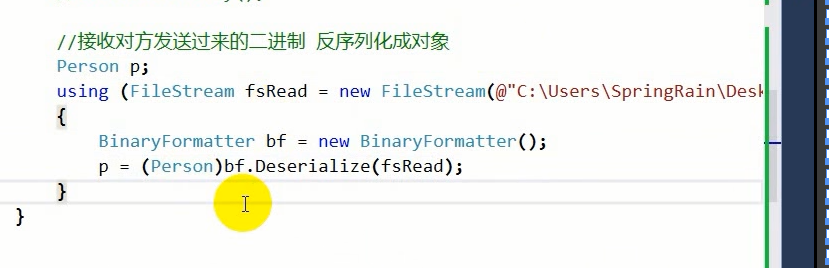 //接收对方发送过来的二进制 反序列化成对象
Person p;
using (FileStream fsRead = new FileStream(@"C:\Users\SpringRain\Desk
{
BinaryFormatter bf = new BinaryFormatter();
p = (Person)bf.Deserialize(fsRead);
}
}